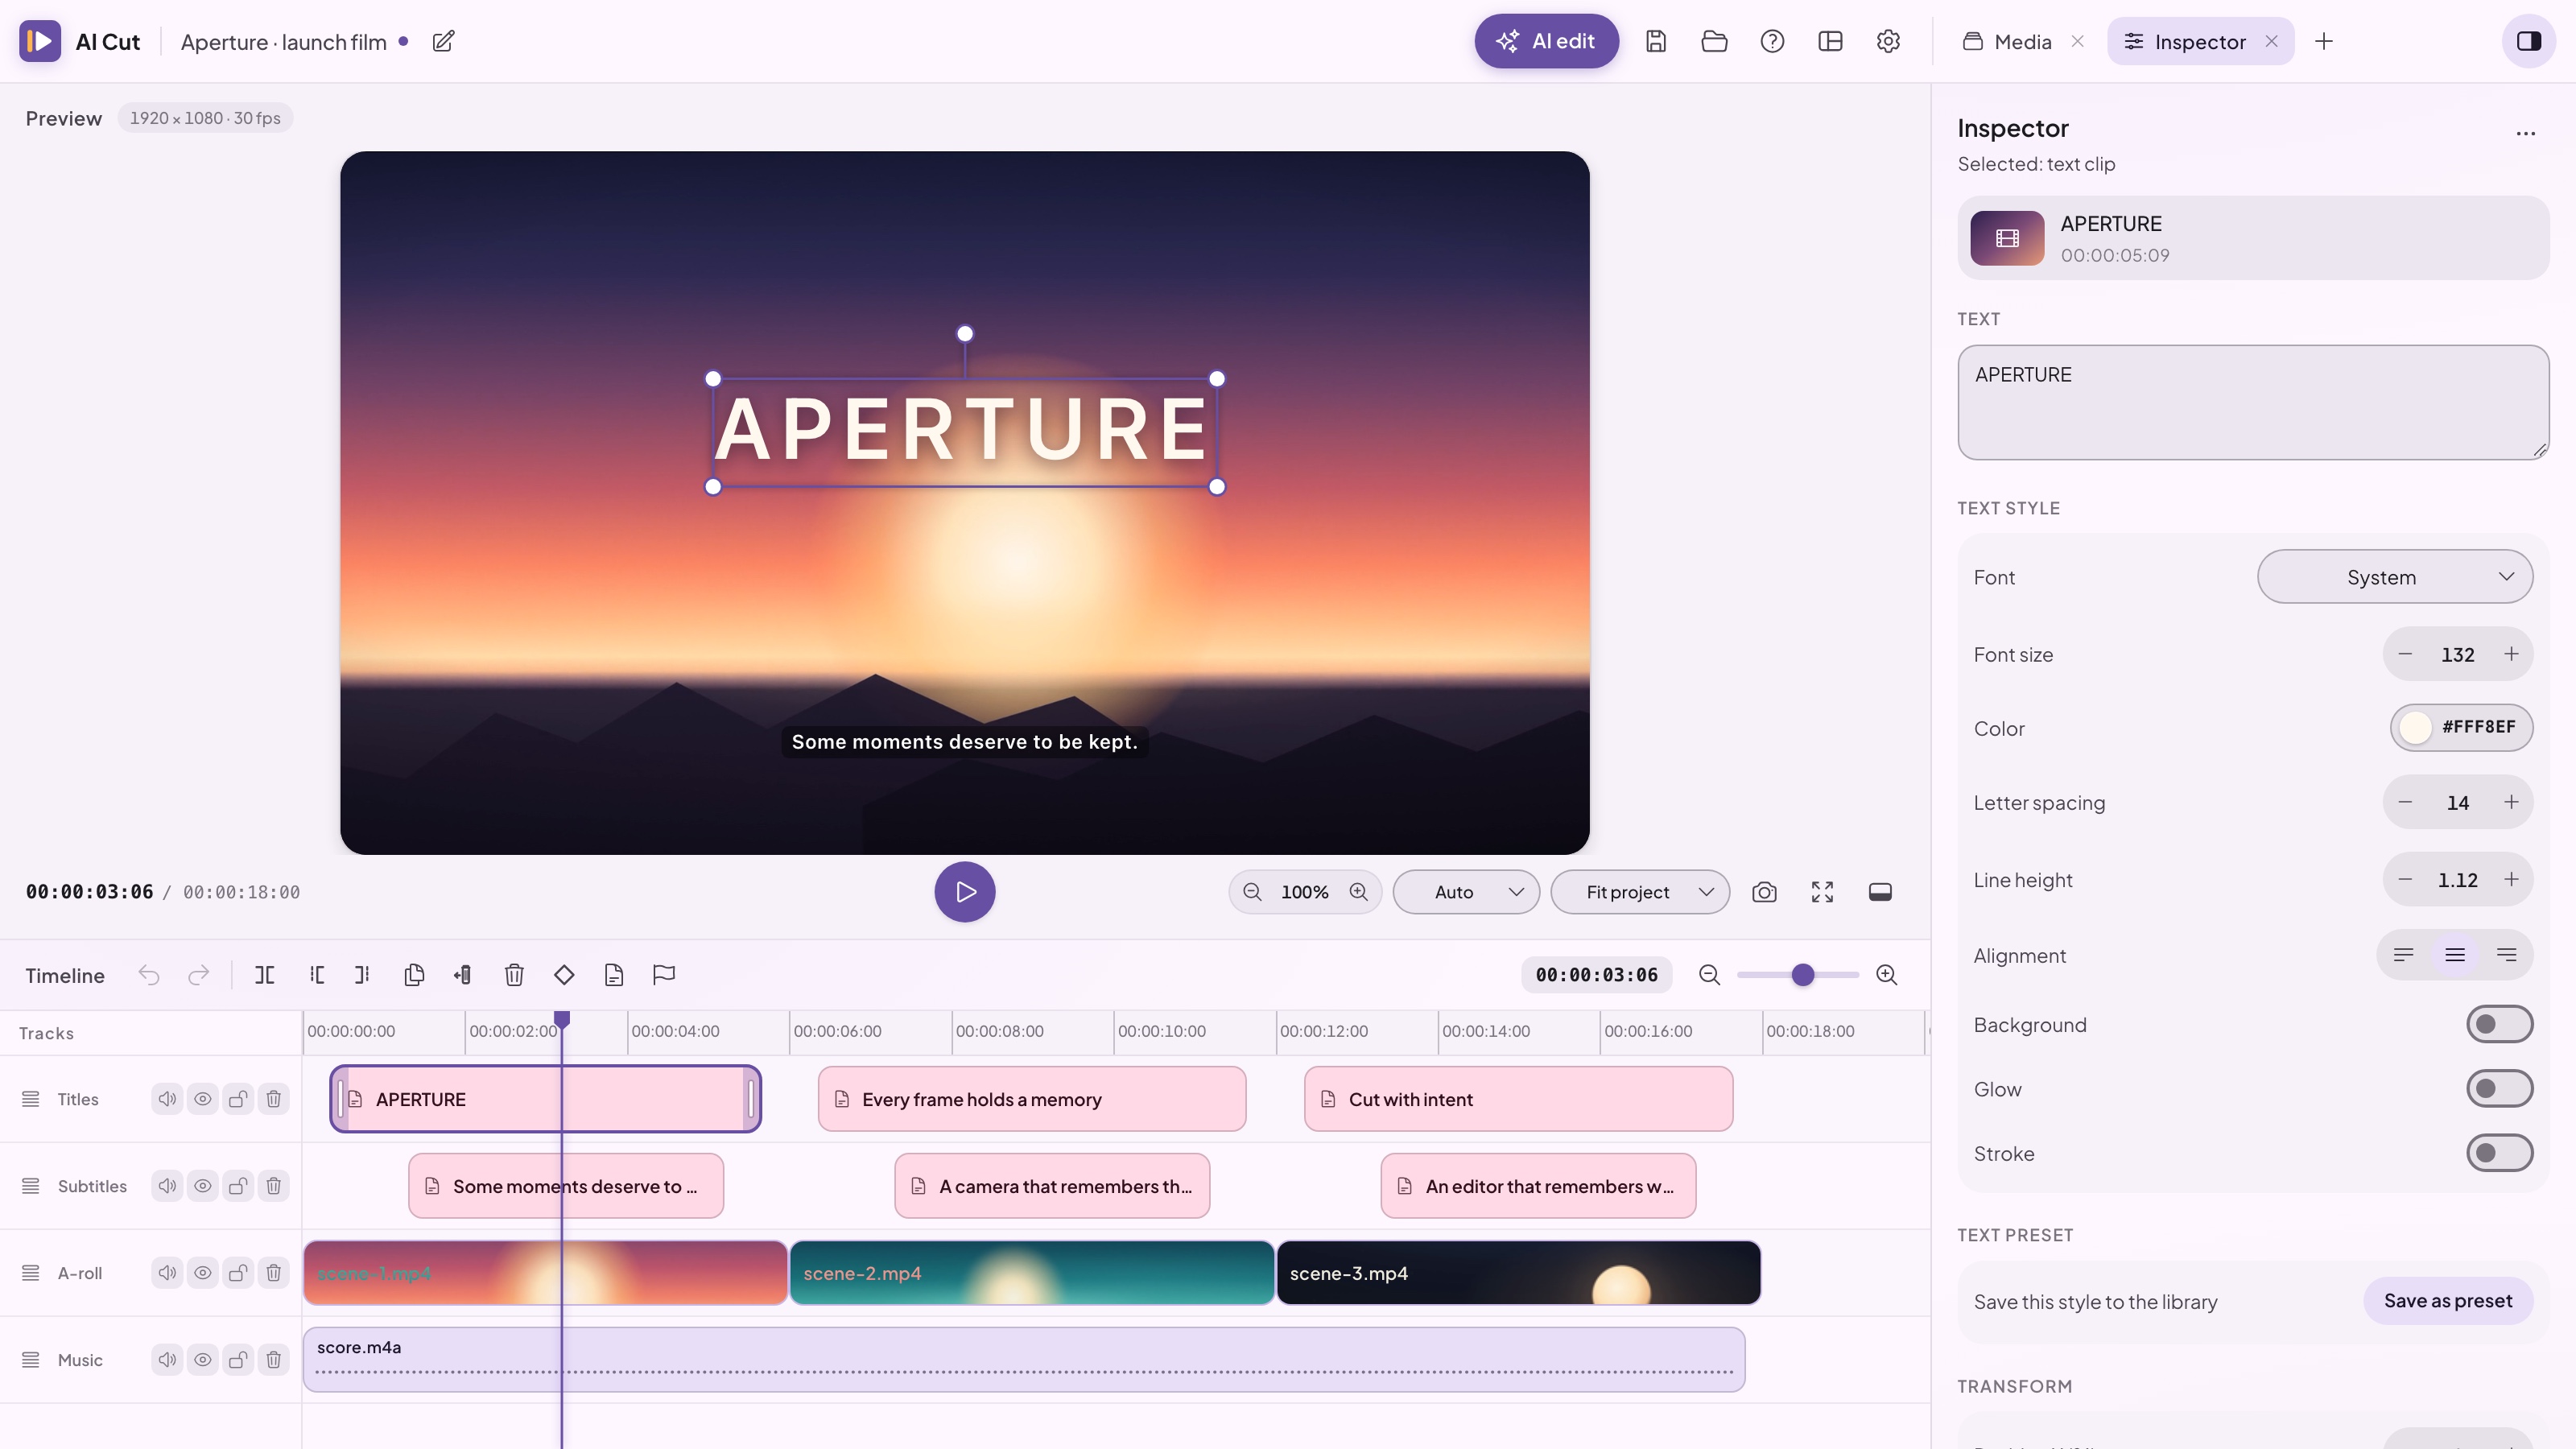 AI Cut
Aperture · launch film
AI edit
Media
Inspector
Preview
1920 × 1080 · 30 fps
APERTURE
Some moments deserve to be kept.
00:00:03:06 / 00:00:18:00
100%
Auto
Fit project
Inspector
Selected: text clip
APERTURE
00:00:05:09
TEXT
APERTURE
TEXT STYLE
Font
System
Font size
132
Color
#FFF8EF
Letter spacing
14
Line height
1.12
Alignment
Background
Glow
Stroke
TEXT PRESET
Save this style to the library
Save as preset
TRANSFORM
Timeline
00:00:03:06
Tracks
00:00:00:00
00:00:02:00
00:00:04:00
00:00:06:00
00:00:08:00
00:00:10:00
00:00:12:00
00:00:14:00
00:00:16:00
00:00:18:00
Titles
APERTURE
Every frame holds a memory
Cut with intent
Subtitles
Some moments deserve to ...
A camera that remembers th...
An editor that remembers w...
A-roll
scene-1.mp4
scene-2.mp4
scene-3.mp4
Music
score.m4a